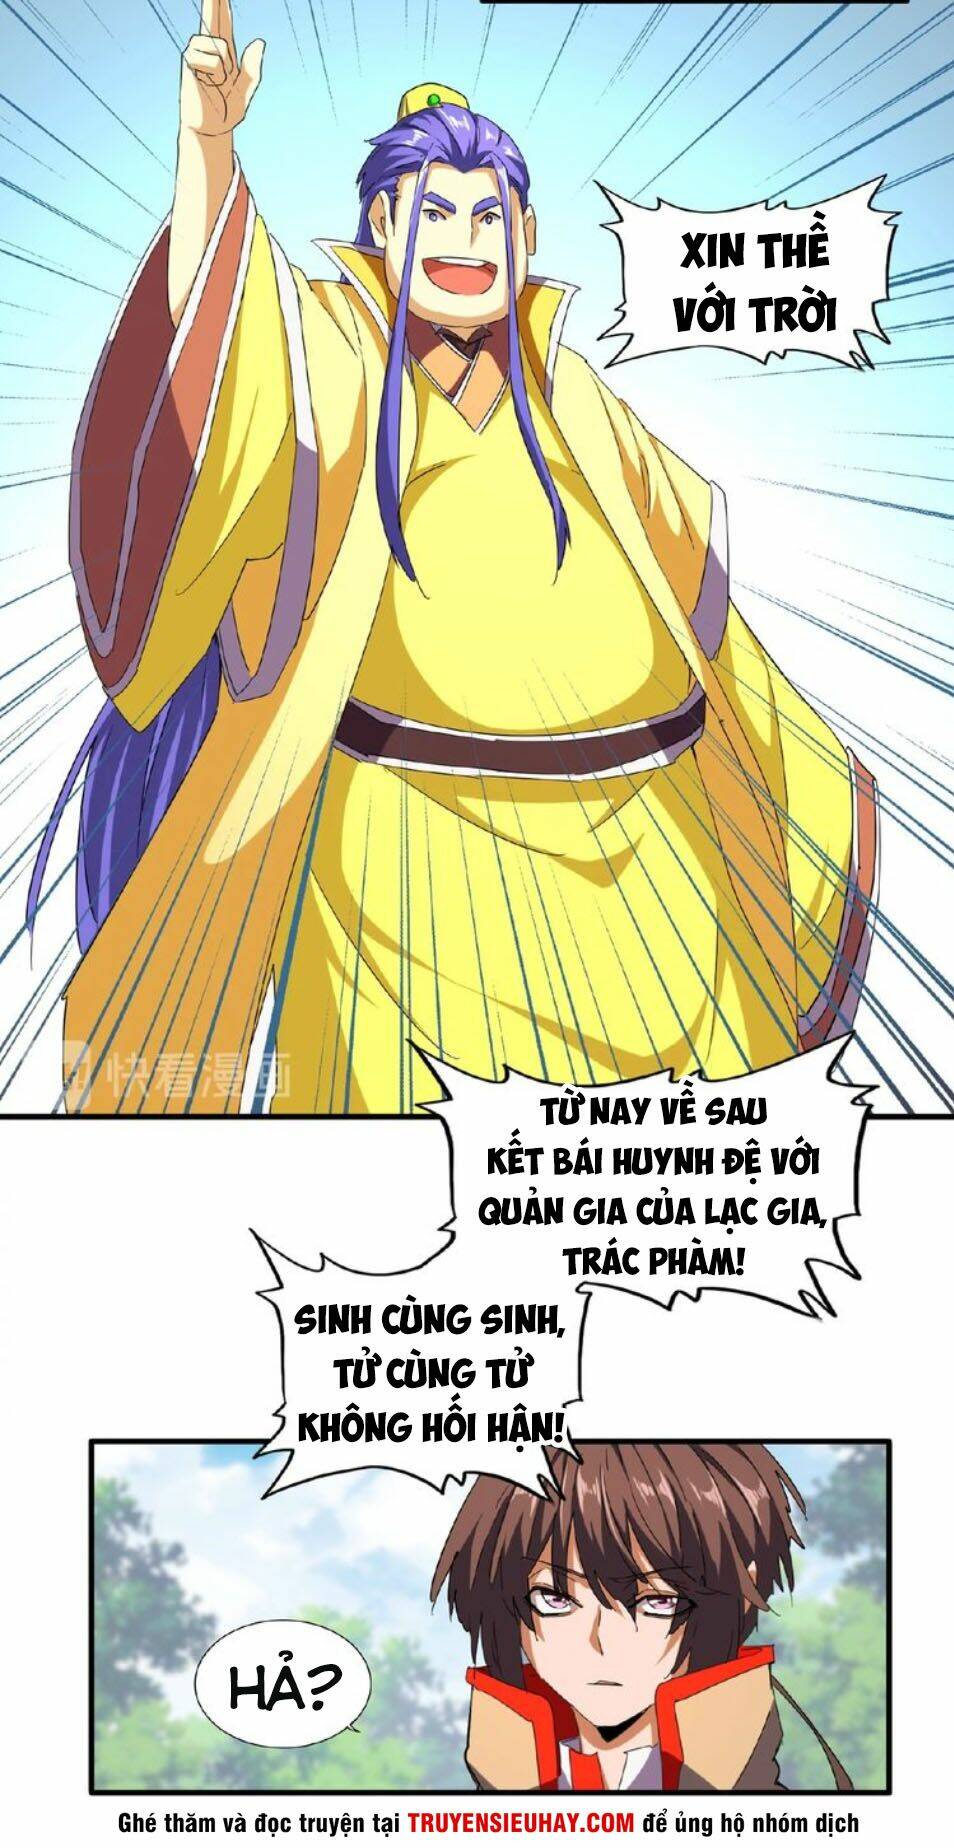 XIN THỀ
VỚI TRỜI
快看漫画
TỪ NAY VỀ SAU
KẾT BÁI HUYNH ĐỆ VỚI
QUẢN GIA CỦA LẠC GIA,
TRÁC PHÀM!
SINH CÙNG SINH,
TỬ CÙNG TỬ
KHÔNG HỐI HẬN!
HẢ?
Ghé thăm và đọc truyện tại TRUYENSIEUHAY.COM để ủng hộ nhóm dịch